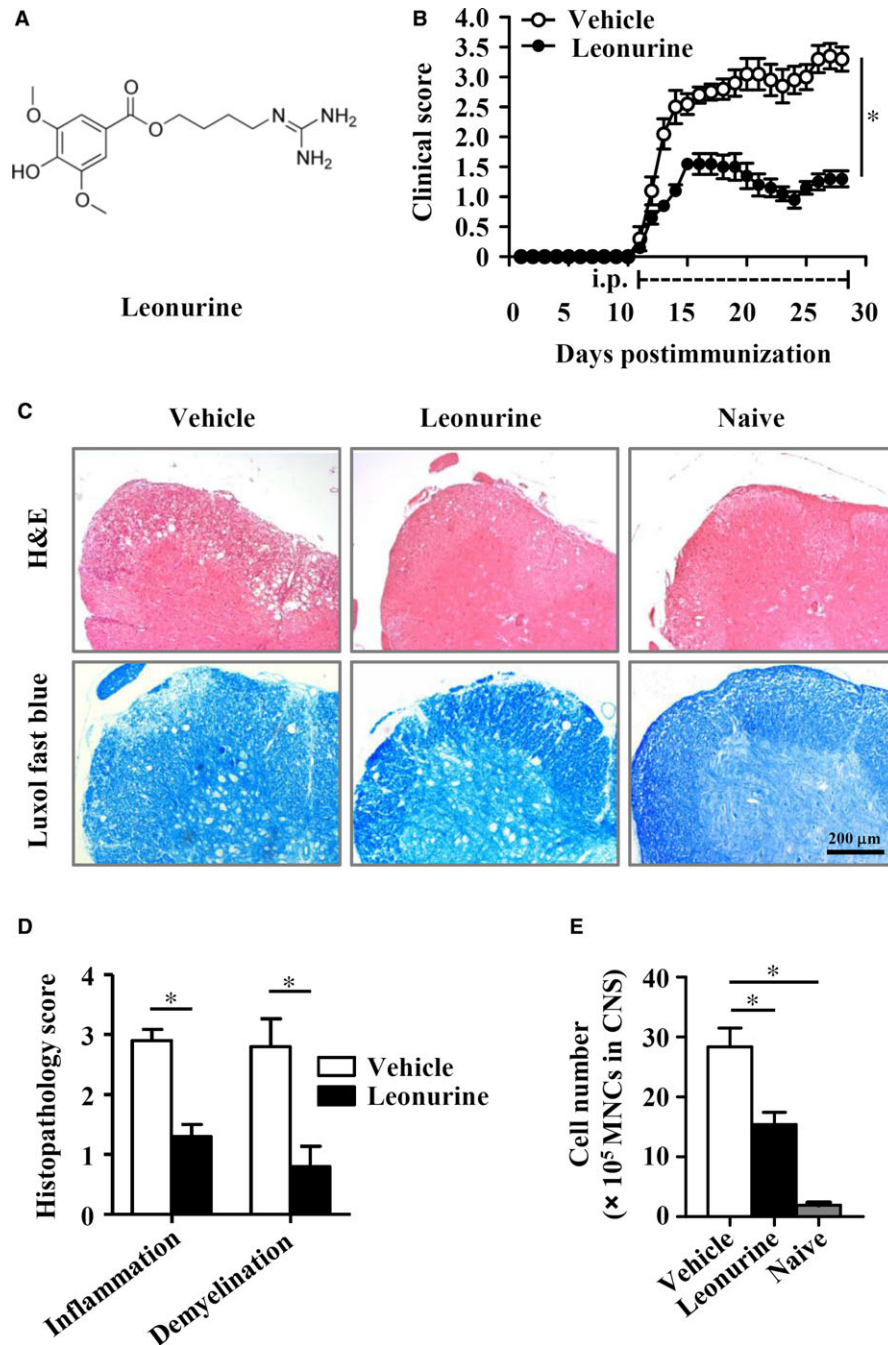 A
O
O
O
N
NH₂
NH₂
HO
O
Leonurine
B
Vehicle
Leonurine
Clinical score
4.0
3.5
3.0
2.5
2.0
1.5
1.0
0.5
0
*
i.p.
0 5 10 15 20 25 30
Days postimmunization
C
Vehicle Leonurine Naive
H&E
Luxol fast blue
200 µm
D
Histopathology score
4
3
2
1
0
* *
Vehicle
Leonurine
Inflammation Demyelination
E
Cell number
(× 10⁵ MNCs in CNS)
40
30
20
10
0
*
*
Vehicle Leonurine Naive